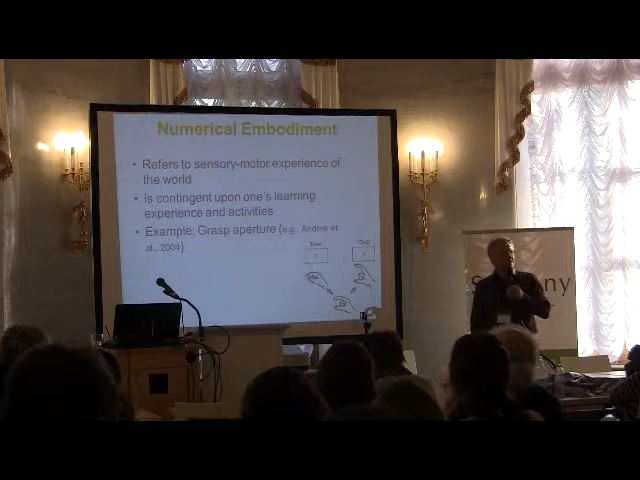 Numerical Embodiment
• Refers to sensory-motor experience of
the world
• Is contingent upon one's learning
experience and activities
• Example: Grasp aperture (e.g., Andres et
al., 2004)